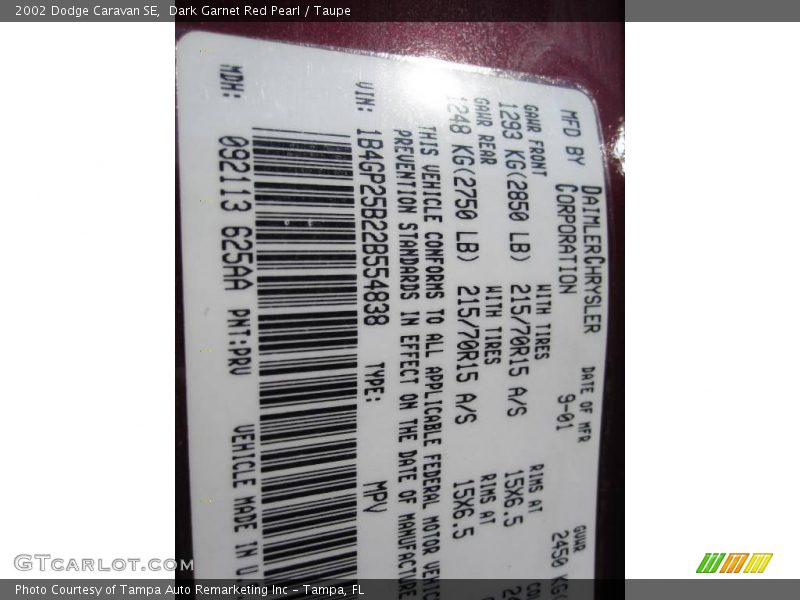 2002 Dodge Caravan SE, Dark Garnet Red Pearl / Taupe
MFD BY DAIMLERCHRYSLER CORPORATION
DATE OF MFR 9-01
GVWR 2450 KG
GAWR FRONT 1293 KG(2850 LB)
WITH TIRES 215/70R15 A/S
RIMS AT 15X6.5
GAWR REAR 1248 KG(2750 LB)
WITH TIRES 215/70R15 A/S
RIMS AT 15X6.5
THIS VEHICLE CONFORMS TO ALL APPLICABLE FEDERAL MOTOR
PREVENTION STANDARDS IN EFFECT ON THE DATE OF MANUFACTURE
VIN: 1B4GP25B22B554838 TYPE: MPV
MDH: 092113 625AA PNT:PRV VEHICLE MADE IN
GTcarlot.com
Photo Courtesy of Tampa Auto Remarketing Inc - Tampa, FL